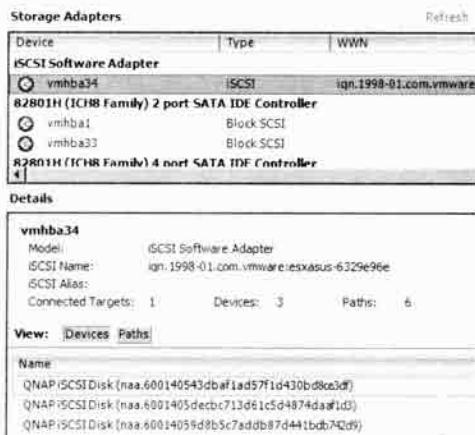 Storage Adapters Refresh
Device Type WWN
iSCSI Software Adapter
vmhba34 iSCSI iqn.1998-01.com.vmware
82801H (ICH8 Family) 2 port SATA IDE Controller
vmhba1 Block SCSI
vmhba33 Block SCSI
82801H (ICH8 Family) 4 port SATA IDE Controller
Details
vmhba34
Model: iSCSI Software Adapter
iSCSI Name: iqn.1998-01.com.vmware:esxasus-6329e96e
iSCSI Alias:
Connected Targets: 1 Devices: 3 Paths: 6
View: Devices Paths
Name
QNAP iSCSI Disk (naa.600140543dbaf1ad57f1d430bd8ce3df)
QNAP iSCSI Disk (naa.6001405decbc713d61c5d4874daaf1d3)
QNAP iSCSI Disk (naa.60014059d8b5c7addb87d441bdb742d9)